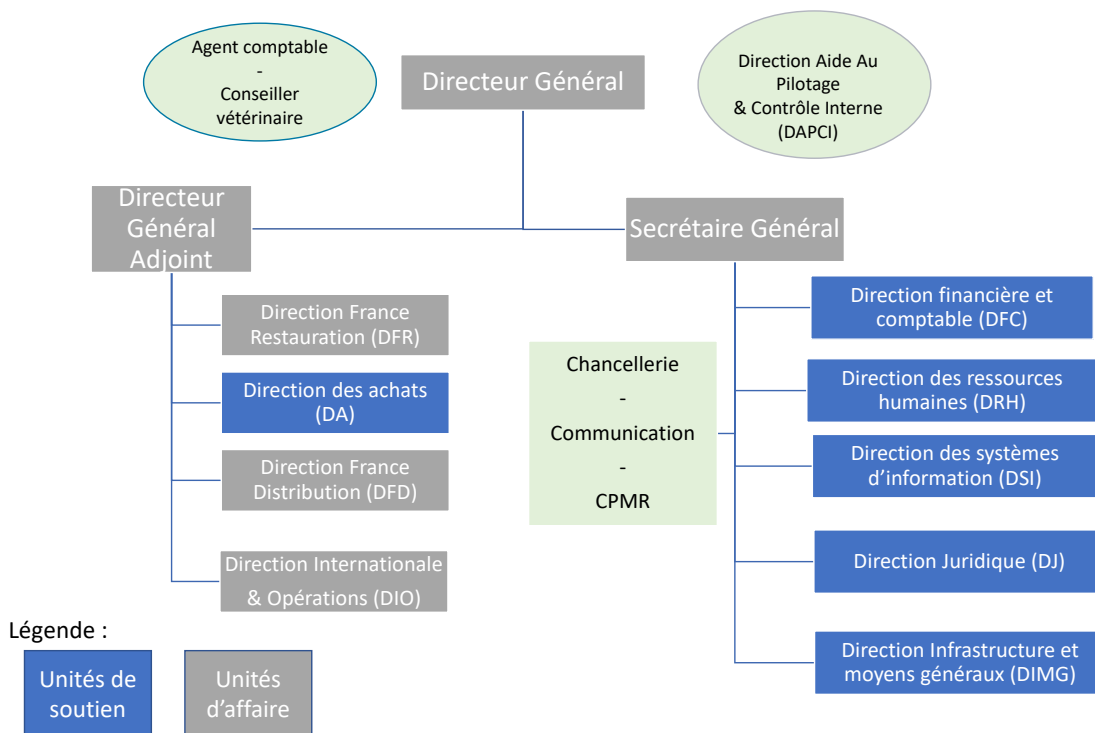 Agent comptable
-
Conseiller
vétérinaire
Directeur Général
Direction Aide Au
Pilotage
& Contrôle Interne
(DAPCI)
Directeur
Général
Adjoint
Secrétaire Général
Direction France
Restauration (DFR)
Direction des achats
(DA)
Direction France
Distribution (DFD)
Direction Internationale
& Opérations (DIO)
Chancellerie
-
Communication
-
CPMR
Direction financière et
comptable (DFC)
Direction des ressources
humaines (DRH)
Direction des systèmes
d’information (DSI)
Direction Juridique (DJ)
Direction Infrastructure et
moyens généraux (DIMG)
Légende :
Unités de
soutien
Unités
d’affaire